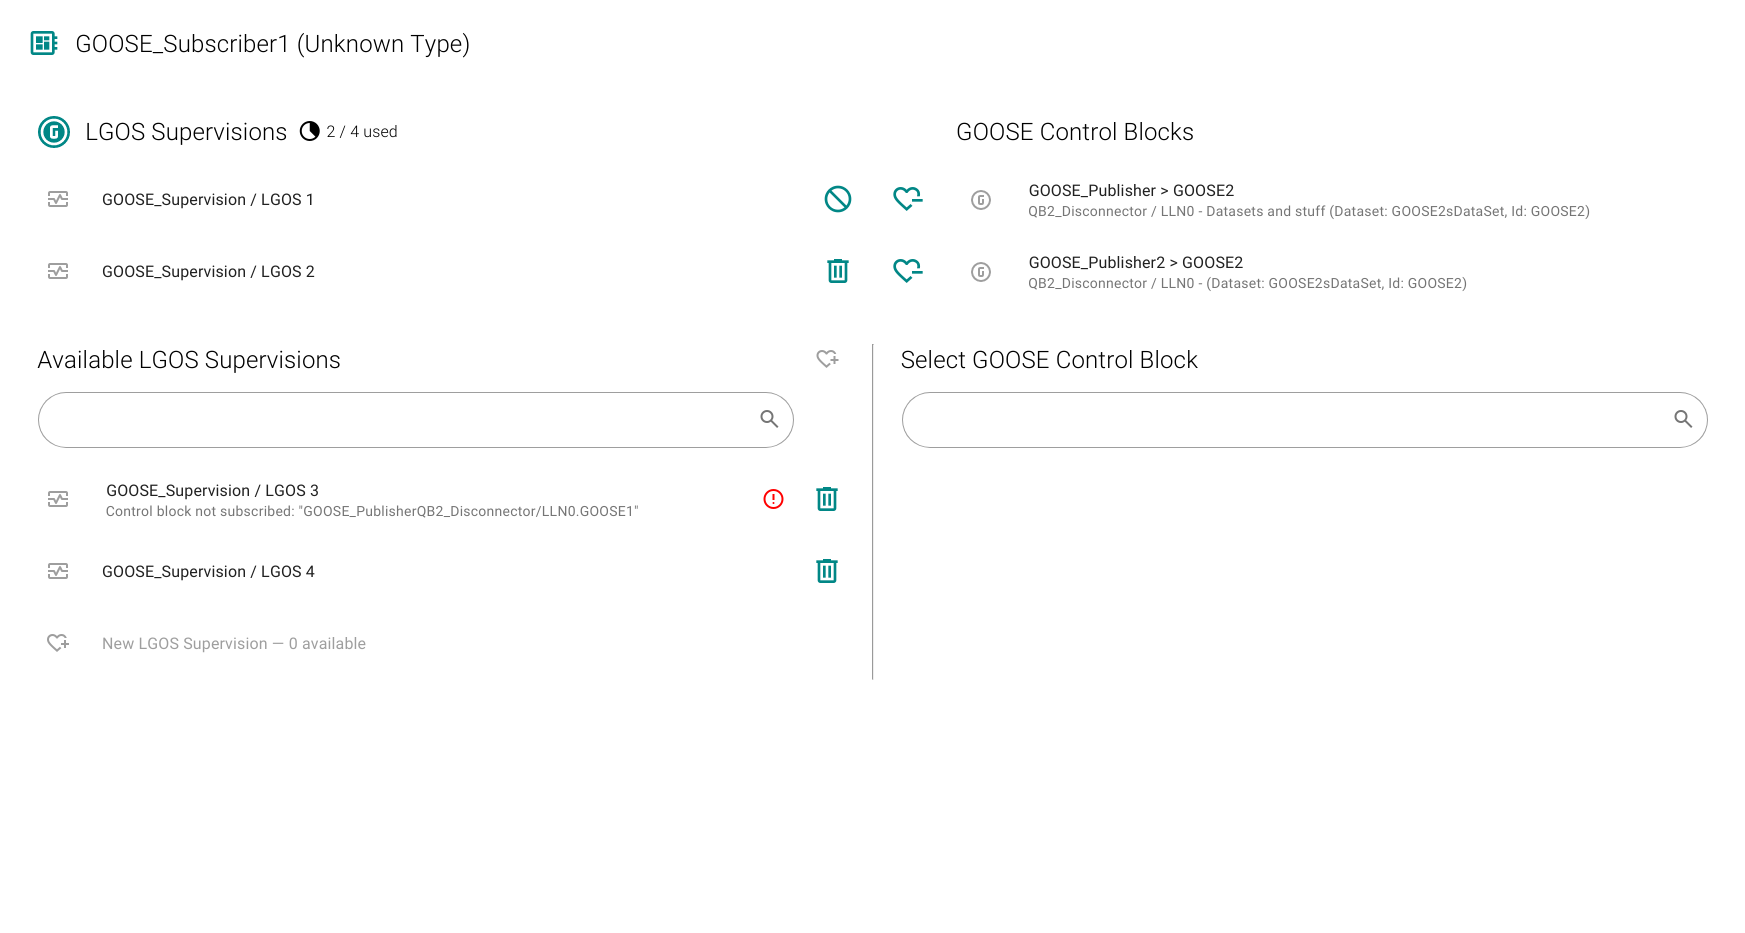 GOOSE_Subscriber1 (Unknown Type)
LGOS Supervisions 2 / 4 used
GOOSE Control Blocks
GOOSE_Supervision / LGOS 1
GOOSE_Publisher > GOOSE2
QB2_Disconnector / LLN0 - Datasets and stuff (Dataset: GOOSE2sDataSet, Id: GOOSE2)
GOOSE_Supervision / LGOS 2
GOOSE_Publisher2 > GOOSE2
QB2_Disconnector / LLN0 - (Dataset: GOOSE2sDataSet, Id: GOOSE2)
Available LGOS Supervisions
Select GOOSE Control Block
GOOSE_Supervision / LGOS 3
Control block not subscribed: "GOOSE_PublisherQB2_Disconnector/LLN0.GOOSE1"
GOOSE_Supervision / LGOS 4
New LGOS Supervision — 0 available